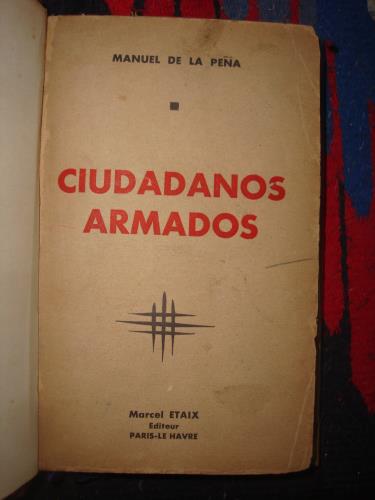 MANUEL DE LA PEÑA
CIUDADANOS
ARMADOS
Marcel ETAIX
Editeur
PARIS-LE HAVRE